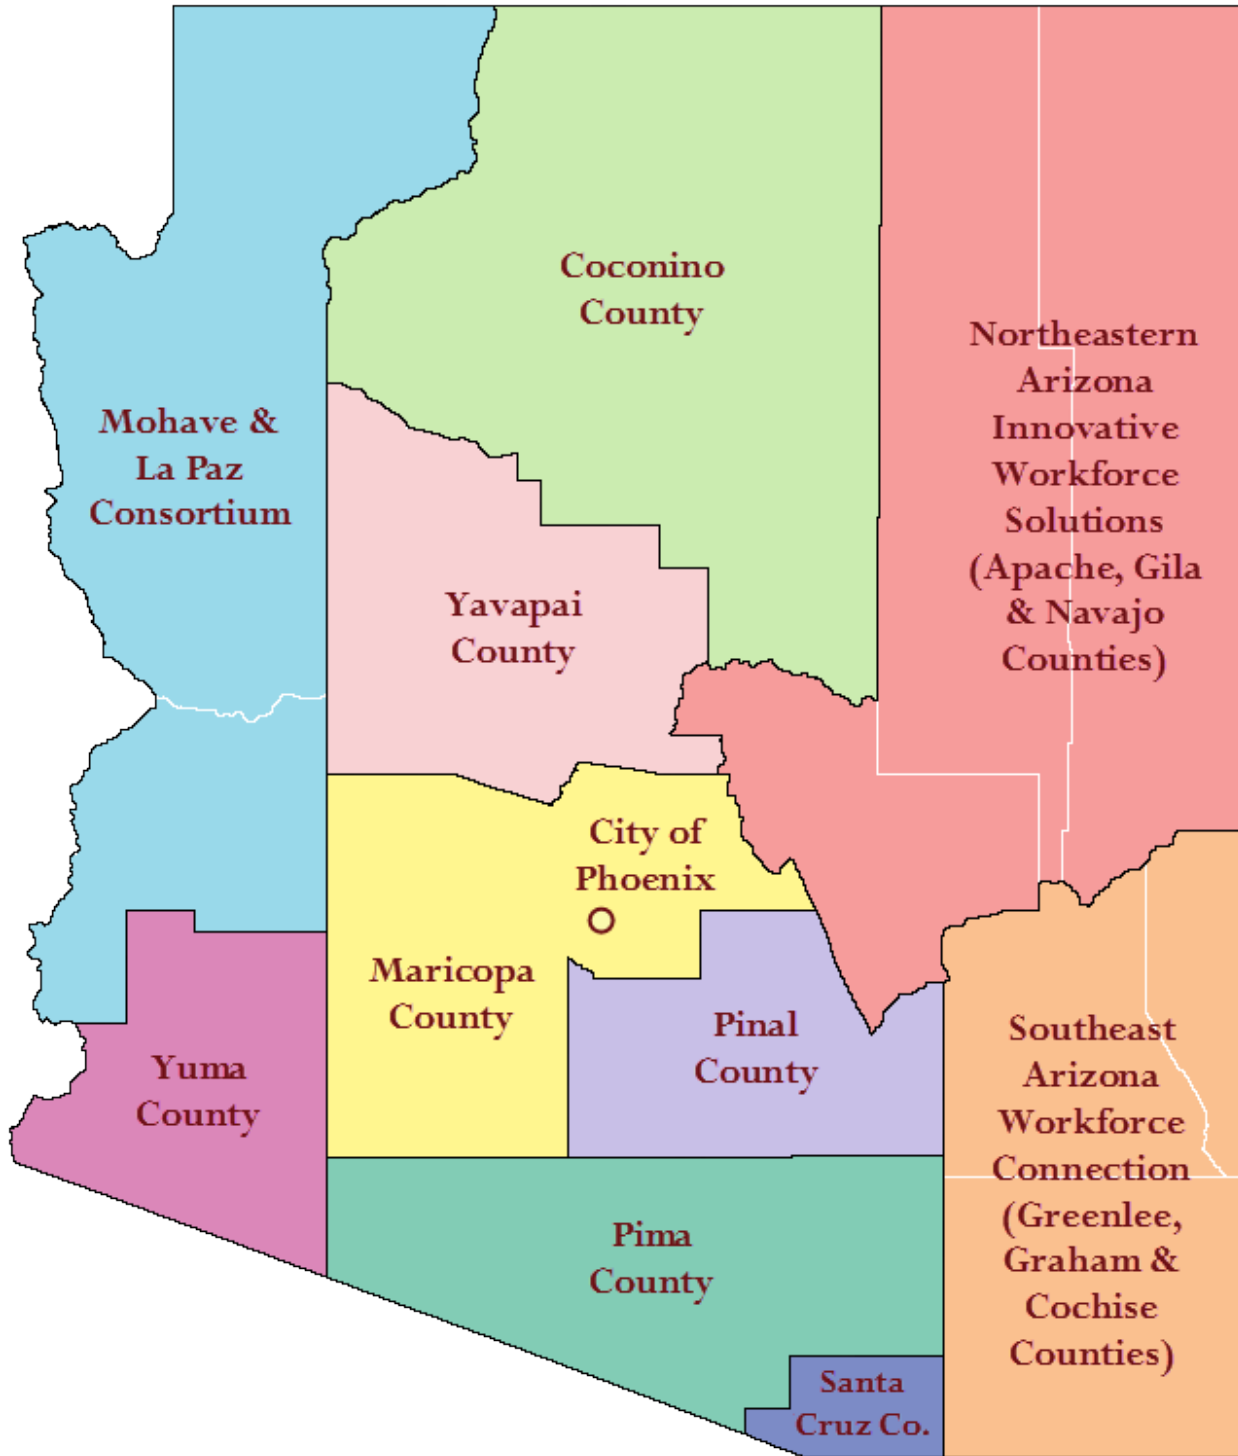 Coconino
County
Northeastern
Arizona
Innovative
Workforce
Solutions
(Apache, Gila
& Navajo
Counties)
Mohave &
La Paz
Consortium
Yavapai
County
City of
Phoenix
Maricopa
County
Pinal
County
Southeast
Arizona
Workforce
Connection
(Greenlee,
Graham &
Cochise
Counties)
Yuma
County
Pima
County
Santa
Cruz Co.